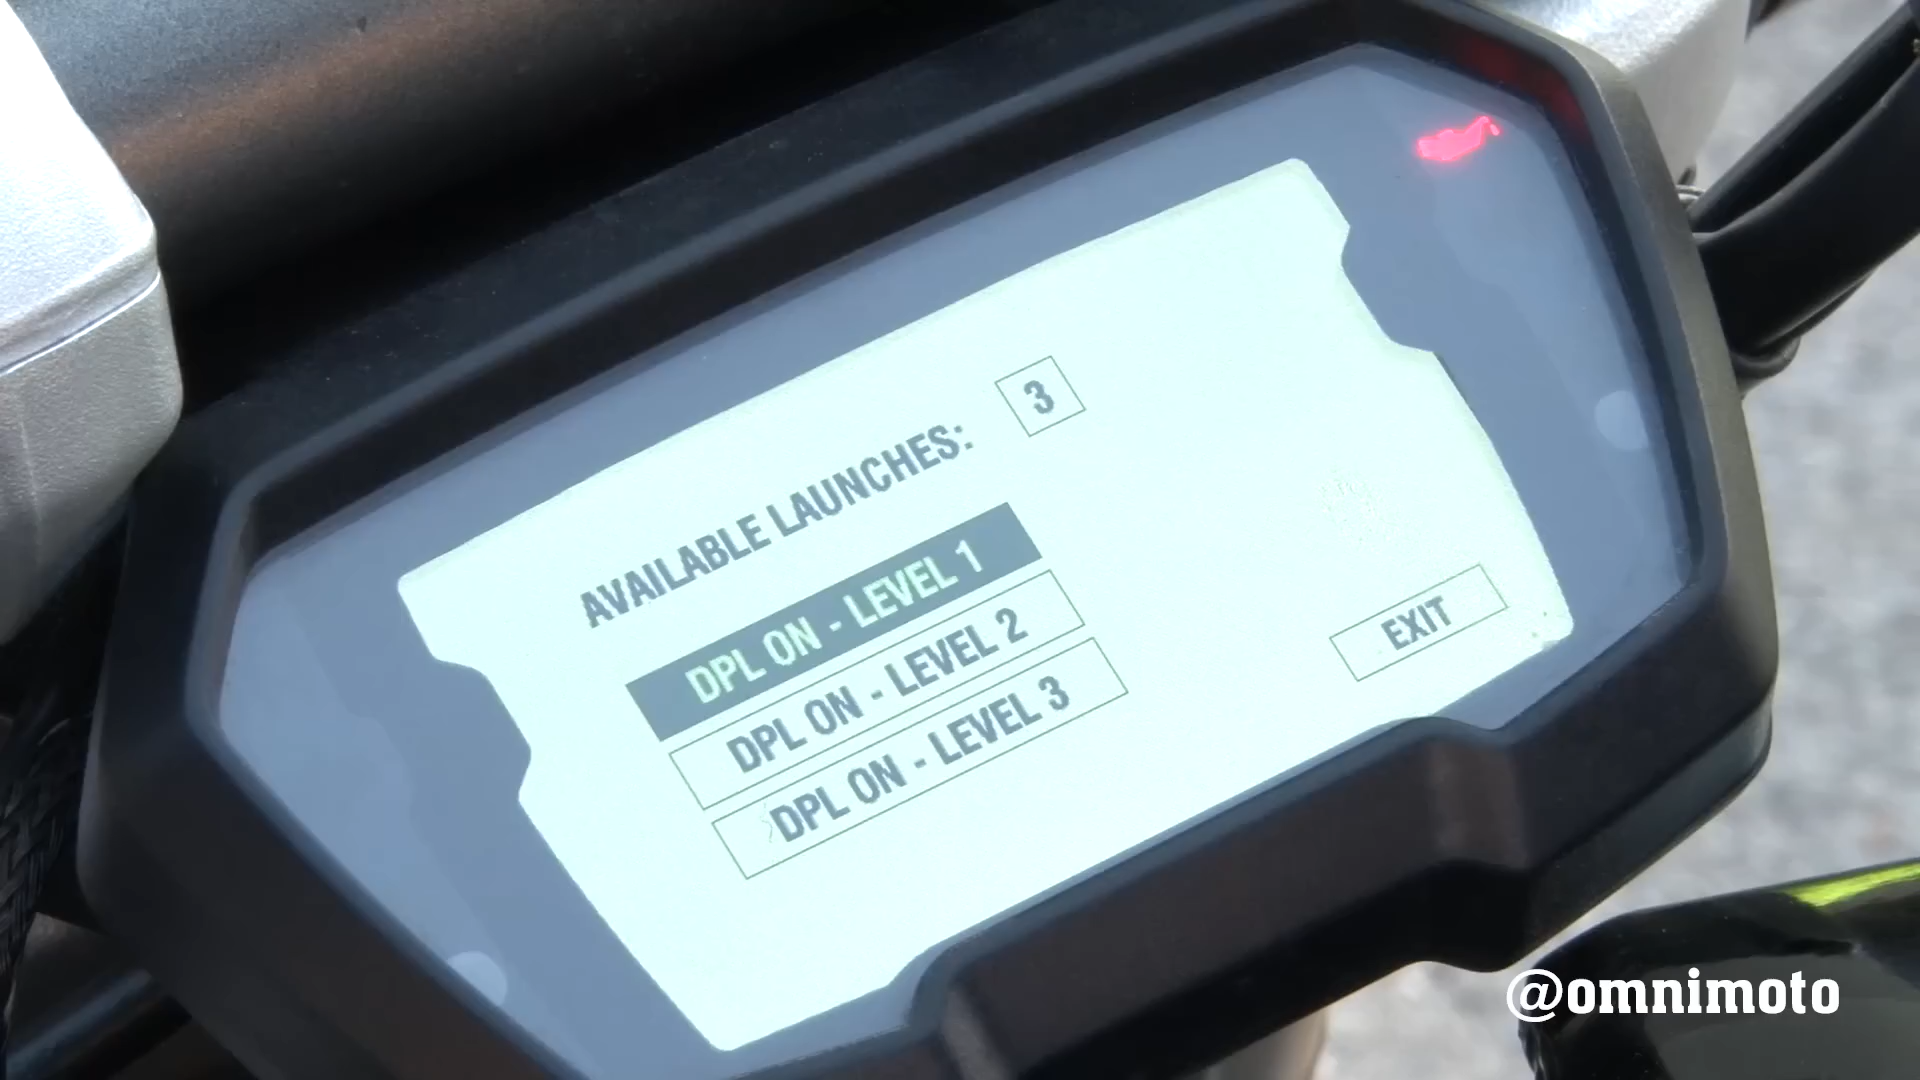 AVAILABLE LAUNCHES: 3
DPL ON - LEVEL 1
DPL ON - LEVEL 2
DPL ON - LEVEL 3
EXIT
@omnimoto